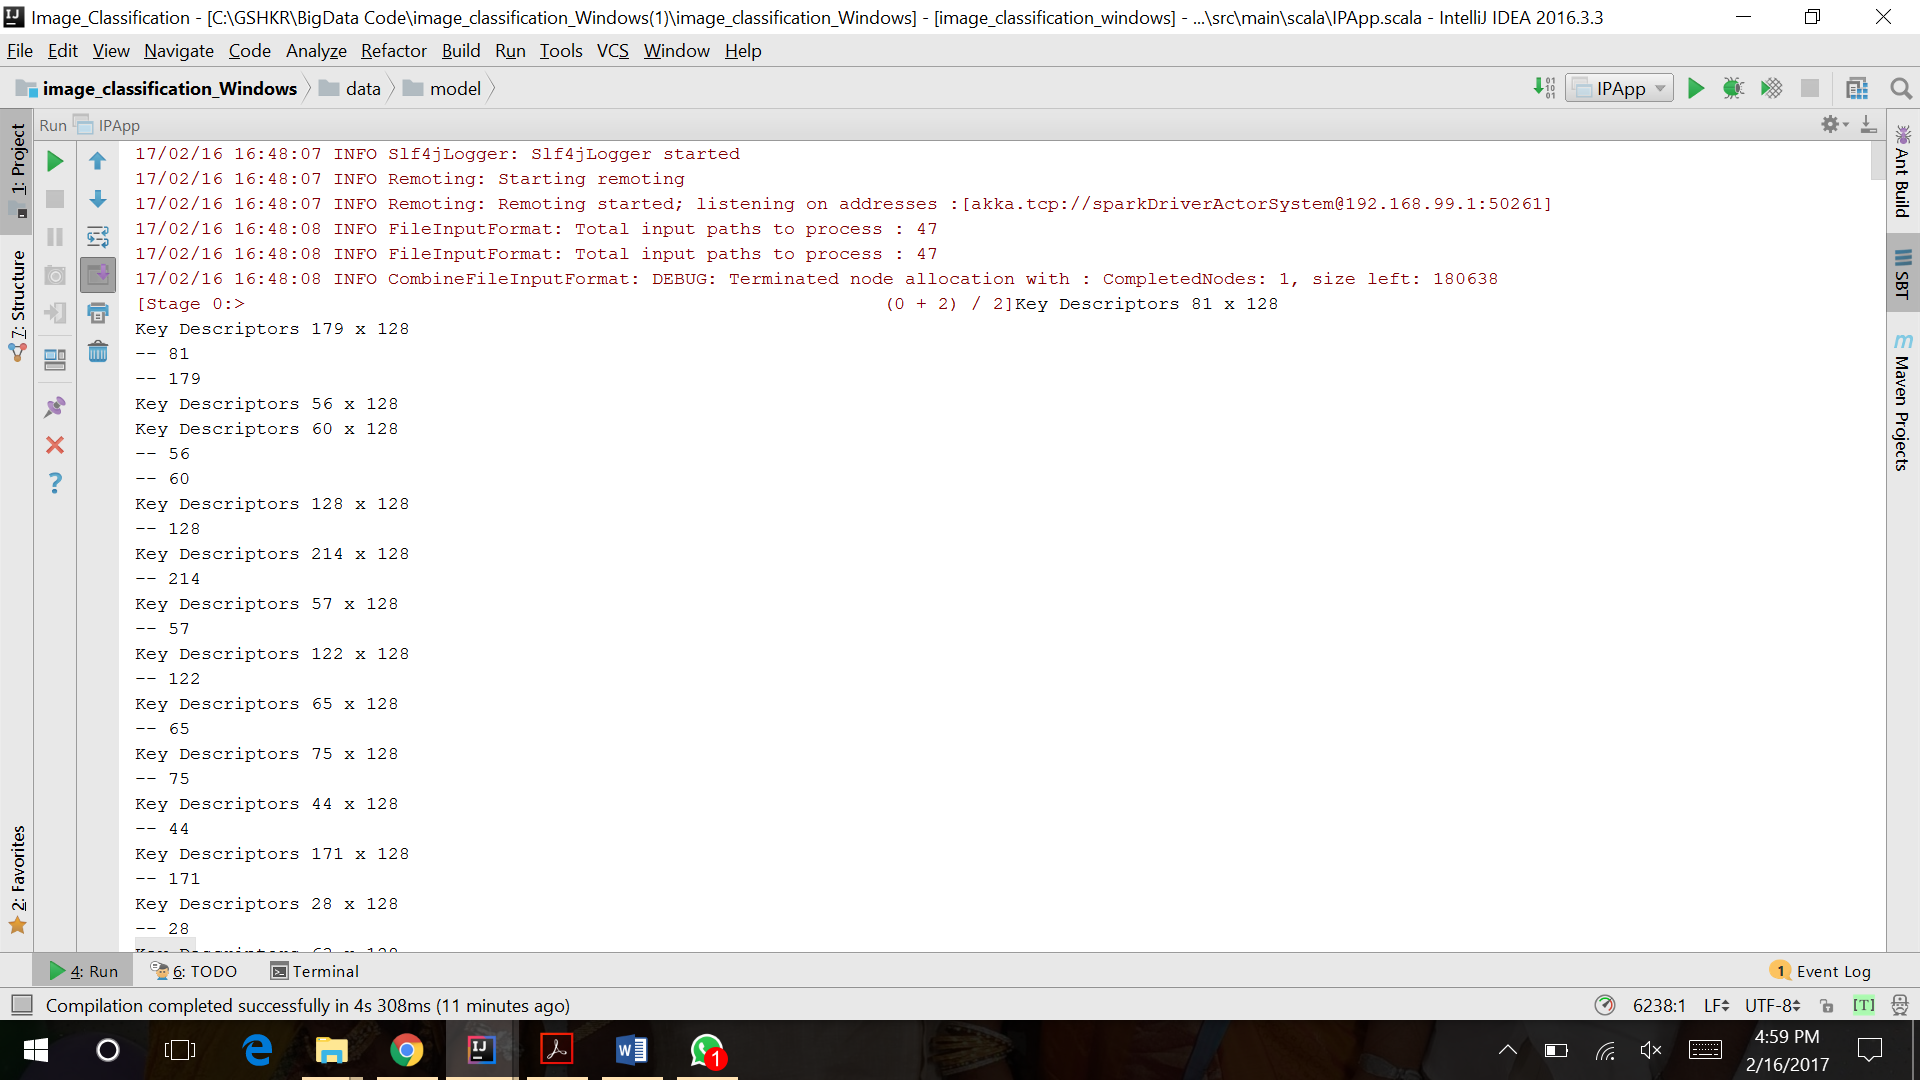 Image_Classification - [C:\GSHKR\BigData Code\image_classification_Windows(1)\image_classification_Windows] - [image_classification_windows] - ...\src\main\scala\IPApp.scala - IntelliJ IDEA 2016.3.3
File Edit View Navigate Code Analyze Refactor Build Run Tools VCS Window Help
image_classification_Windows data model IPApp
Run IPApp
1: Project
7: Structure
2: Favorites
Ant Build
SBT
Maven Projects
17/02/16 16:48:07 INFO Slf4jLogger: Slf4jLogger started
17/02/16 16:48:07 INFO Remoting: Starting remoting
17/02/16 16:48:07 INFO Remoting: Remoting started; listening on addresses :[akka.tcp://sparkDriverActorSystem@192.168.99.1:50261]
17/02/16 16:48:08 INFO FileInputFormat: Total input paths to process : 47
17/02/16 16:48:08 INFO FileInputFormat: Total input paths to process : 47
17/02/16 16:48:08 INFO CombineFileInputFormat: DEBUG: Terminated node allocation with : CompletedNodes: 1, size left: 180638
[Stage 0:> (0 + 2) / 2]Key Descriptors 81 x 128
Key Descriptors 179 x 128
-- 81
-- 179
Key Descriptors 56 x 128
Key Descriptors 60 x 128
-- 56
-- 60
Key Descriptors 128 x 128
-- 128
Key Descriptors 214 x 128
-- 214
Key Descriptors 57 x 128
-- 57
Key Descriptors 122 x 128
-- 122
Key Descriptors 65 x 128
-- 65
Key Descriptors 75 x 128
-- 75
Key Descriptors 44 x 128
-- 44
Key Descriptors 171 x 128
-- 171
Key Descriptors 28 x 128
-- 28
4: Run 6: TODO Terminal 1 Event Log
Compilation completed successfully in 4s 308ms (11 minutes ago) 6238:1 LF UTF-8 [T]
1
4:59 PM
2/16/2017